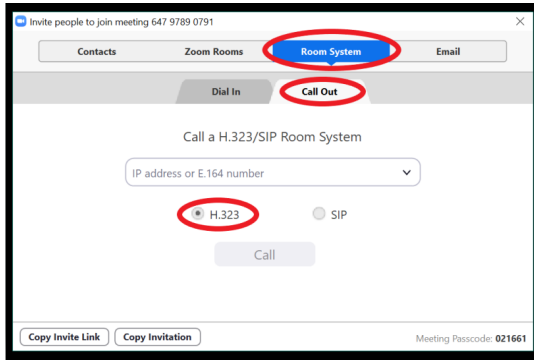 Invite people to join meeting 647 9789 0791
Contacts Zoom Rooms Room System Email
Dial In Call Out
Call a H.323/SIP Room System
IP address or E.164 number
H.323 SIP
Call
Copy Invite Link Copy Invitation Meeting Passcode: 021661